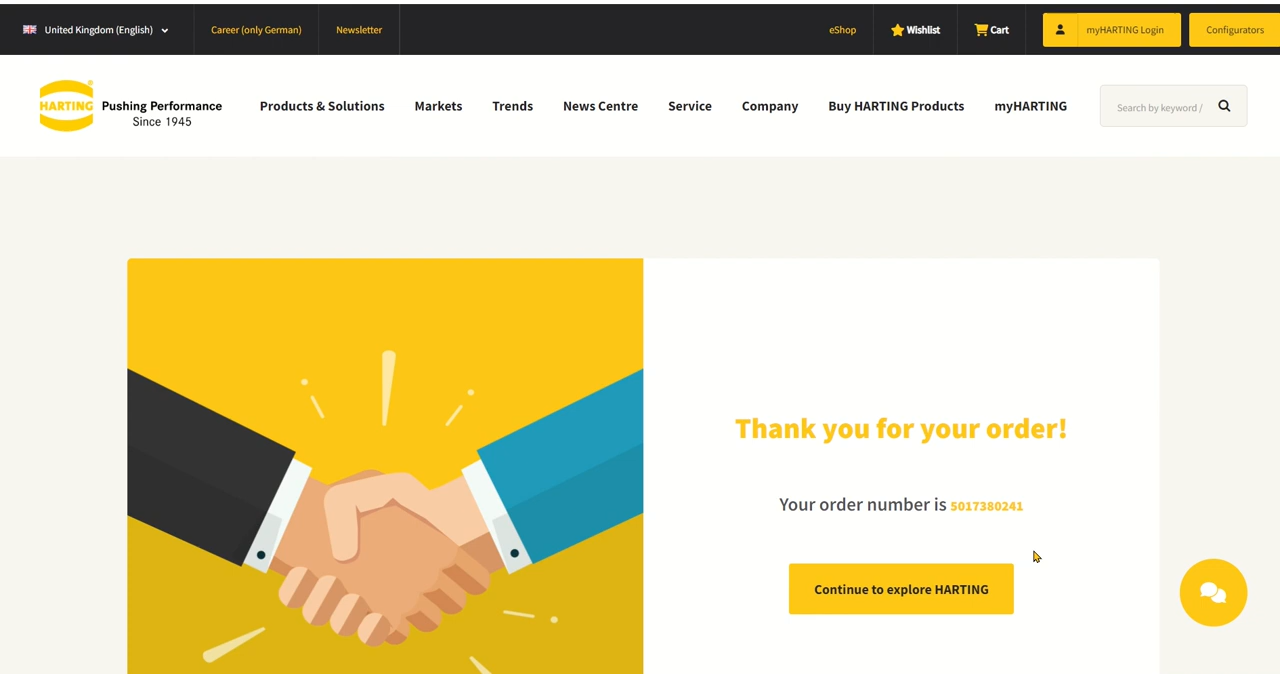 United Kingdom (English)
Career (only German)
Newsletter
eShop
Wishlist
Cart
myHARTING Login
Configurators
HARTING
Pushing Performance
Since 1945
Products & Solutions
Markets
Trends
News Centre
Service
Company
Buy HARTING Products
myHARTING
Search by keyword /
Thank you for your order!
Your order number is 5017380241
Continue to explore HARTING